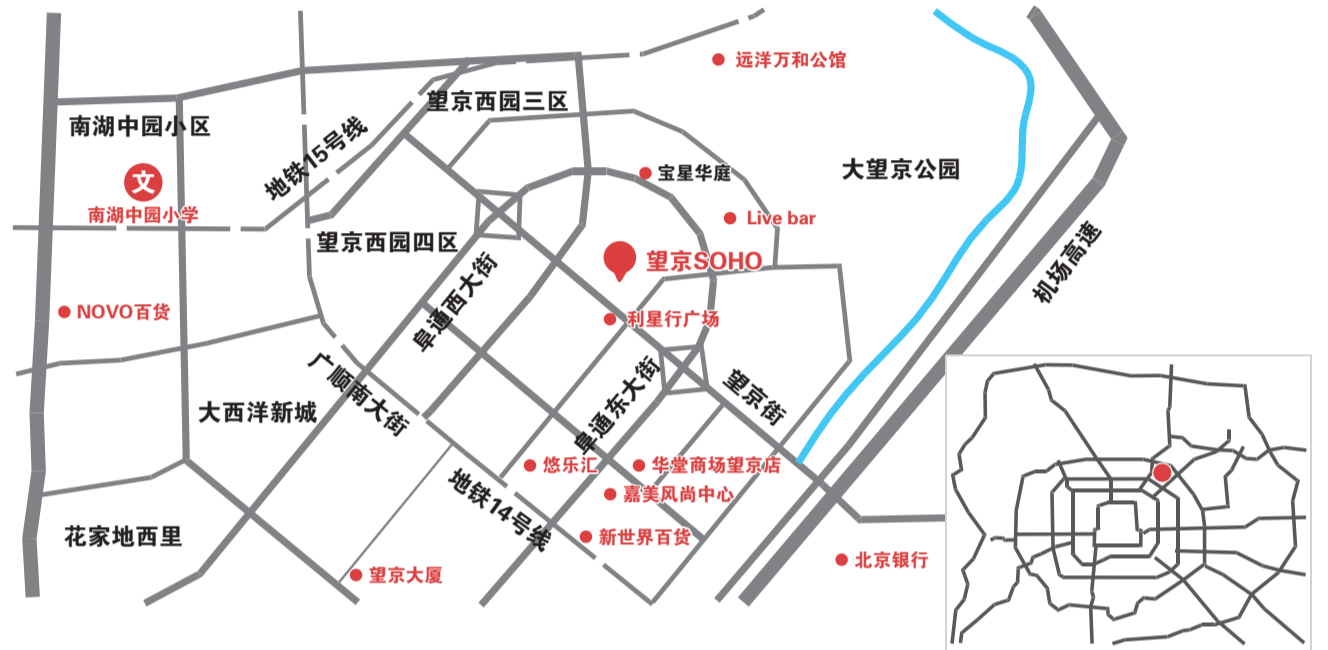 远洋万和公馆
望京西园三区
南湖中园小区
地铁15号线
宝星华庭
大望京公园
文
南湖中园小学
Live bar
望京西园四区
望京SOHO
机场高速
阜通西大街
NOVO百货
利星行广场
广顺南大街
阜通东大街
望京街
大西洋新城
悠乐汇
华堂商场望京店
嘉美风尚中心
地铁14号线
花家地西里
新世界百货
北京银行
望京大厦